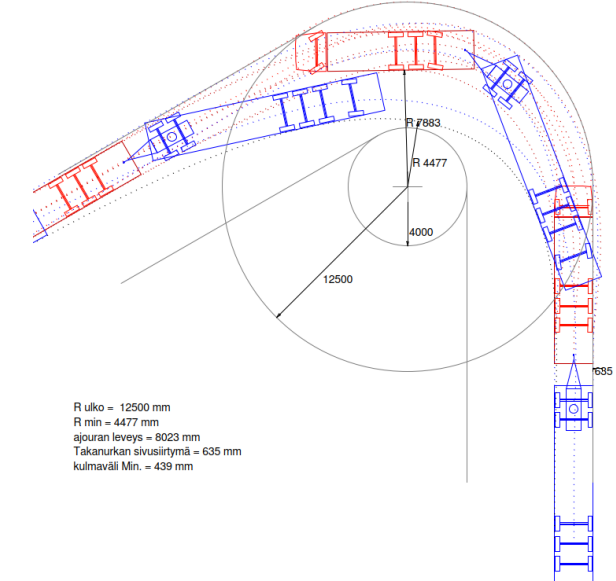 R 7883
R 4477
4000
12500
685
R ulko = 12500 mm
R min = 4477 mm
ajouran leveys = 8023 mm
Takanurkan sivusiirtymä = 635 mm
kulmaväli Min. = 439 mm